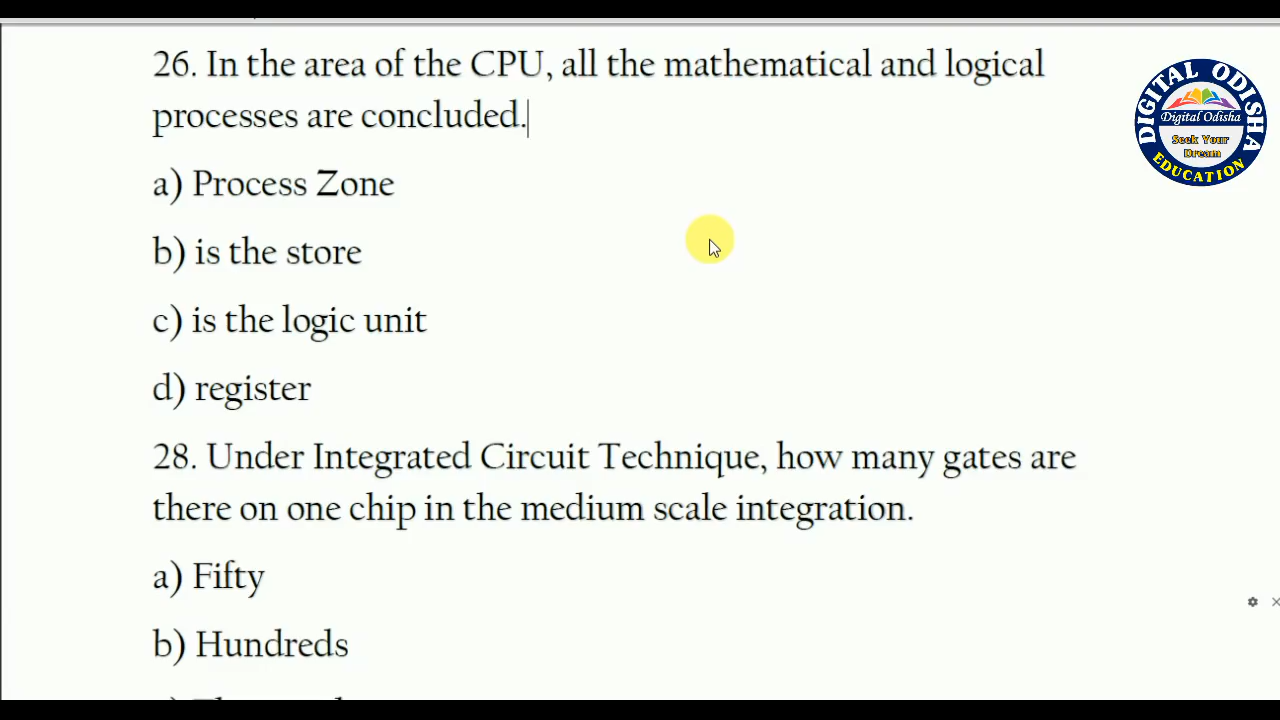 26. In the area of the CPU, all the mathematical and logical
processes are concluded.
a) Process Zone
b) is the store
c) is the logic unit
d) register
28. Under Integrated Circuit Technique, how many gates are
there on one chip in the medium scale integration.
a) Fifty
b) Hundreds
DIGITAL ODISHA
Digital Odisha
Seek Your
Dream
EDUCATION